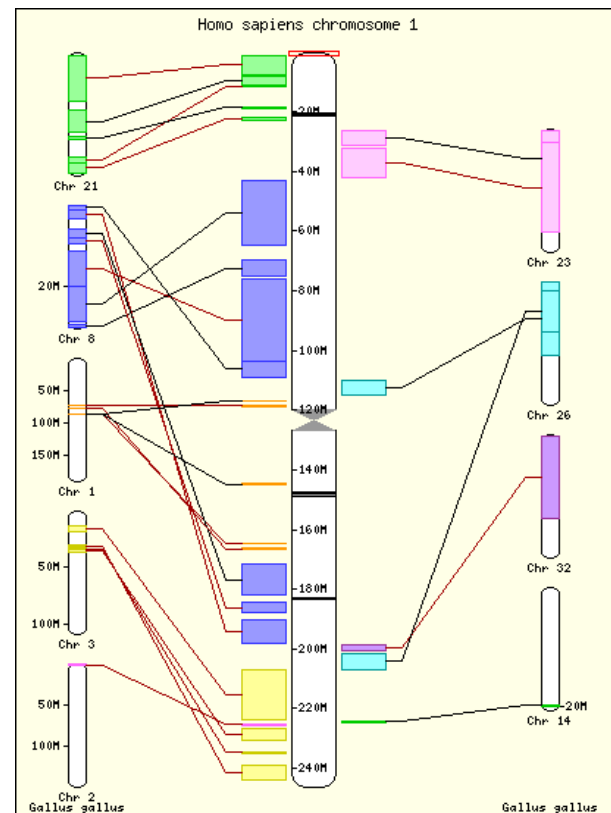 Homo sapiens chromosome 1
20M
40M
60M
80M
100M
120M
140M
160M
180M
200M
220M
240M
Chr 21
20M
Chr 8
50M
100M
150M
Chr 1
50M
100M
Chr 3
50M
100M
Chr 2
Gallus gallus
Chr 23
Chr 26
Chr 32
20M
Chr 14
Gallus gallus